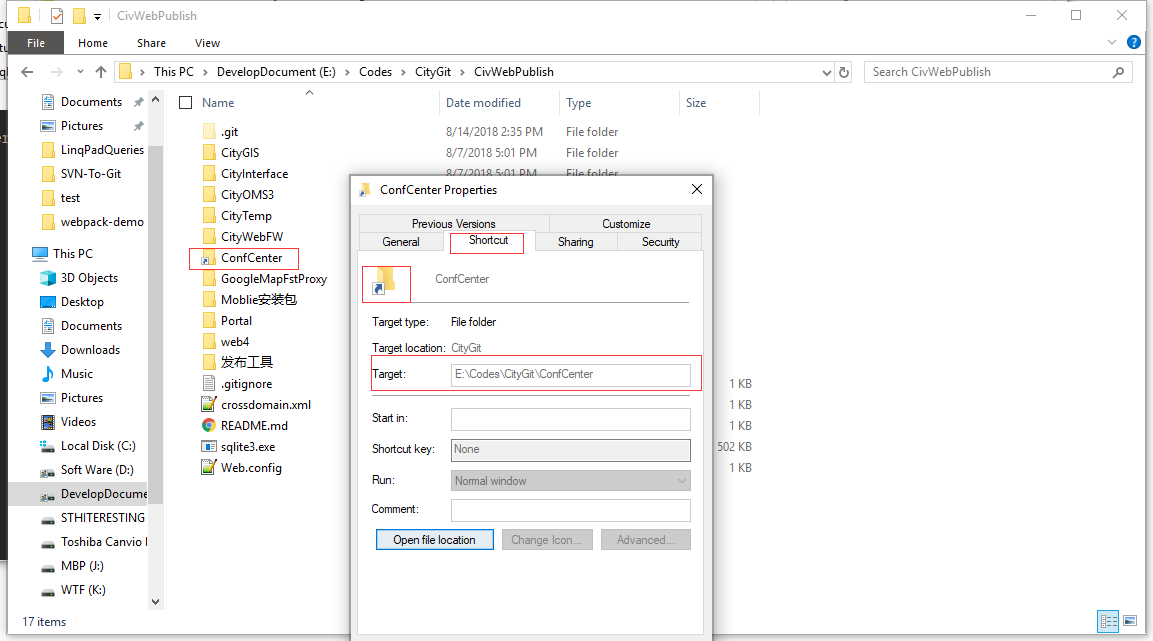 CivWebPublish
File Home Share View
This PC DevelopDocument (E:) Codes CityGit CivWebPublish
Search CivWebPublish
Documents
Pictures
LinqPadQueries
SVN-To-Git
test
webpack-demo
This PC
3D Objects
Desktop
Documents
Downloads
Music
Pictures
Videos
Local Disk (C:)
Soft Ware (D:)
DevelopDocume
STHITERESTING
Toshiba Canvio
MBP (J:)
WTF (K:)
Name Date modified Type Size
.git 8/14/2018 2:35 PM File folder
CityGIS 8/7/2018 5:01 PM File folder
CityInterface 8/7/2018 5:01 PM File folder
CityOMS3
CityTemp
CityWebFW
ConfCenter
GoogleMapFstProxy
Moblie安装包
Portal
web4
发布工具
.gitignore 1 KB
crossdomain.xml 1 KB
README.md 1 KB
sqlite3.exe 502 KB
Web.config 1 KB
ConfCenter Properties
Previous Versions Customize
General Shortcut Sharing Security
ConfCenter
Target type: File folder
Target location: CityGit
Target: E:\Codes\CityGit\ConfCenter
Start in:
Shortcut key: None
Run: Normal window
Comment:
Open file location Change Icon... Advanced...
17 items